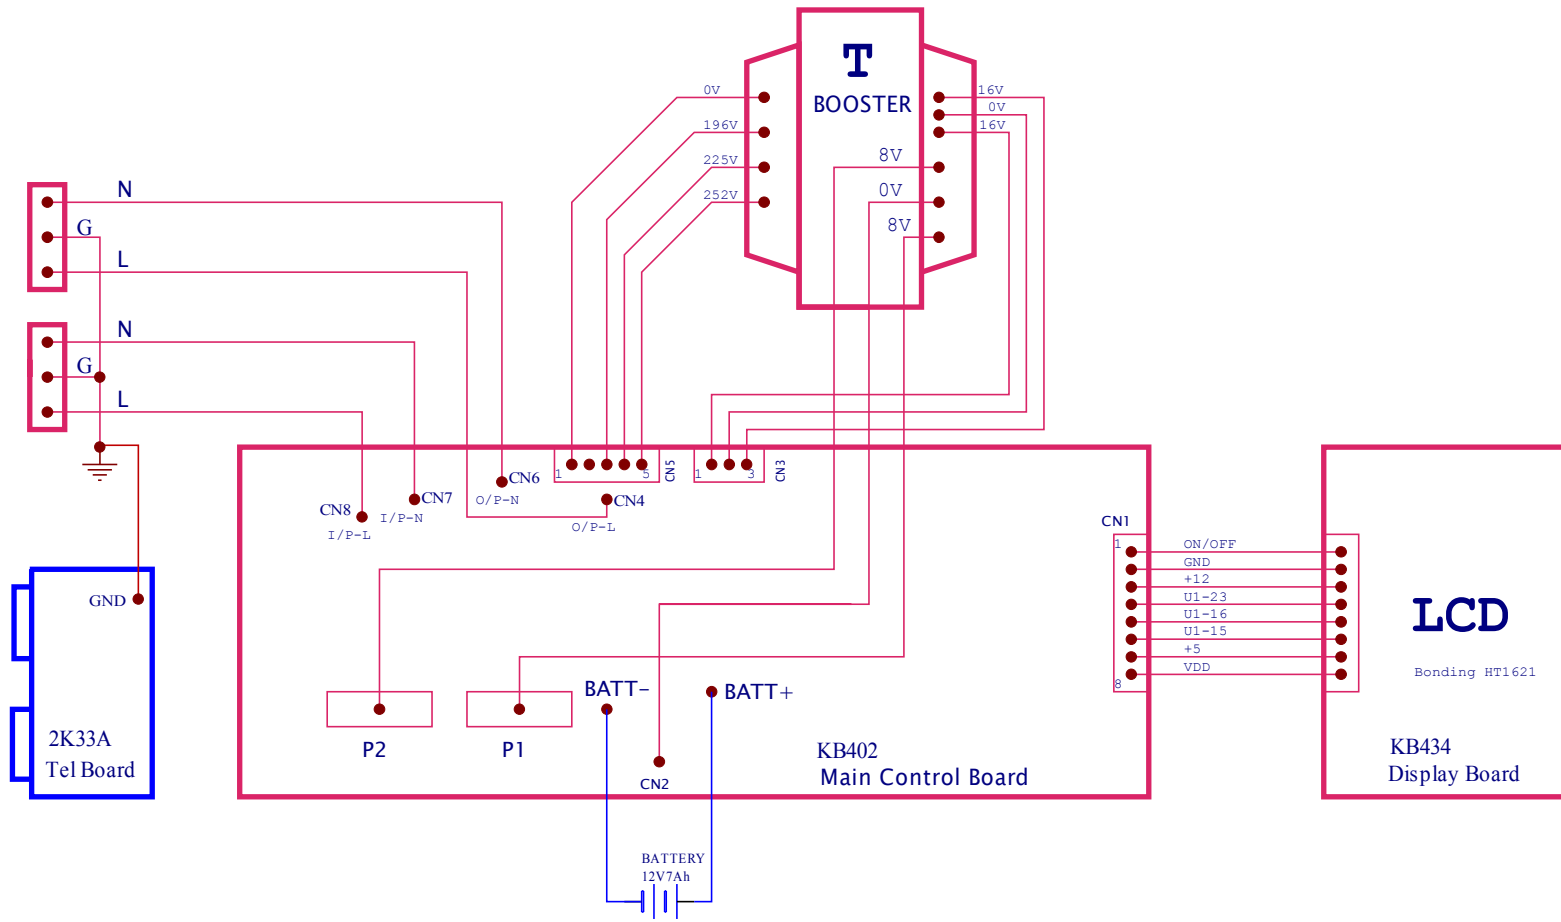 T
BOOSTER
0V
196V
225V
252V
16V
0V
16V
8V
0V
8V
N
G
L
N
G
L
1
5
CN5
1
3
CN3
CN6
O/P-N
CN7
I/P-N
CN8
I/P-L
CN4
O/P-L
CN1
1
8
ON/OFF
GND
+12
U1-23
U1-16
U1-15
+5
VDD
LCD
Bonding HT1621
GND
2K33A
Tel Board
P2
P1
BATT-
BATT+
CN2
KB402
Main Control Board
KB434
Display Board
BATTERY
12V7Ah